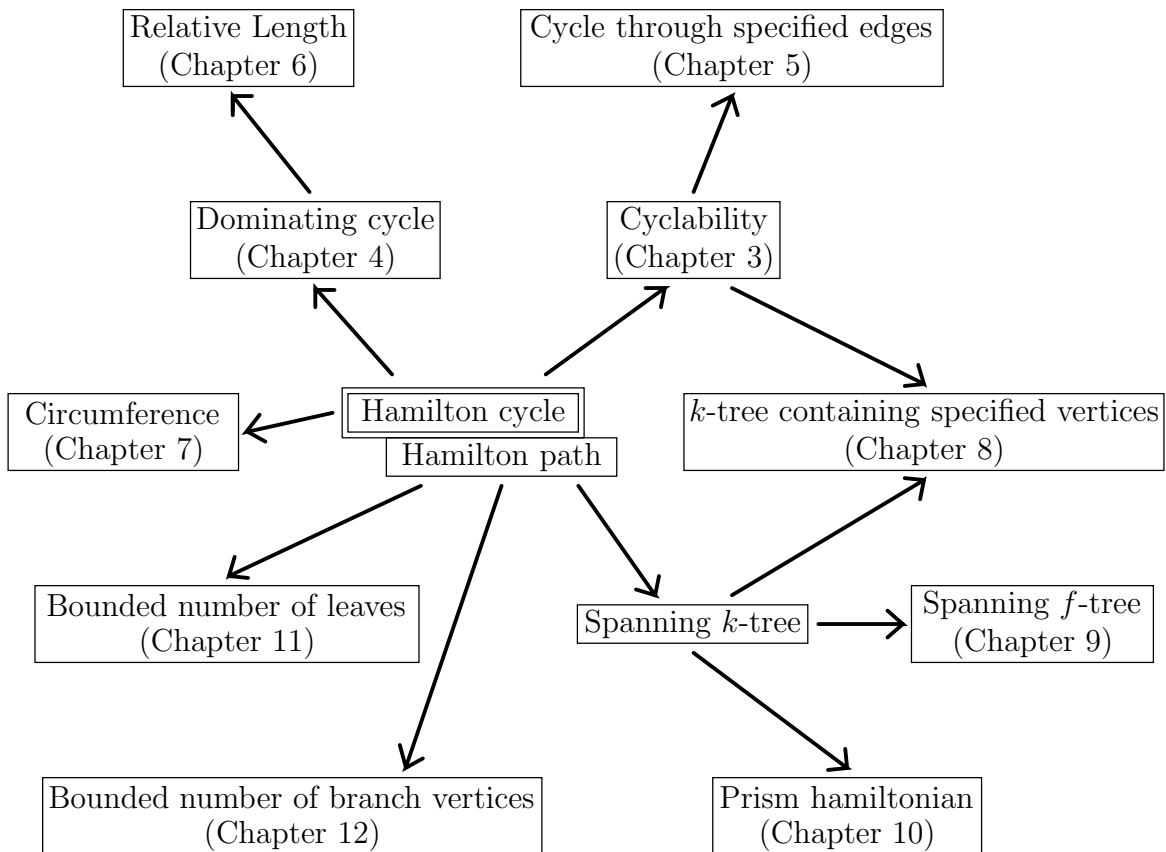 Relative Length
(Chapter 6)
Cycle through specified edges
(Chapter 5)
Dominating cycle
(Chapter 4)
Cyclability
(Chapter 3)
Circumference
(Chapter 7)
Hamilton cycle
Hamilton path
k-tree containing specified vertices
(Chapter 8)
Bounded number of leaves
(Chapter 11)
Spanning k-tree
Spanning f-tree
(Chapter 9)
Bounded number of branch vertices
(Chapter 12)
Prism hamiltonian
(Chapter 10)